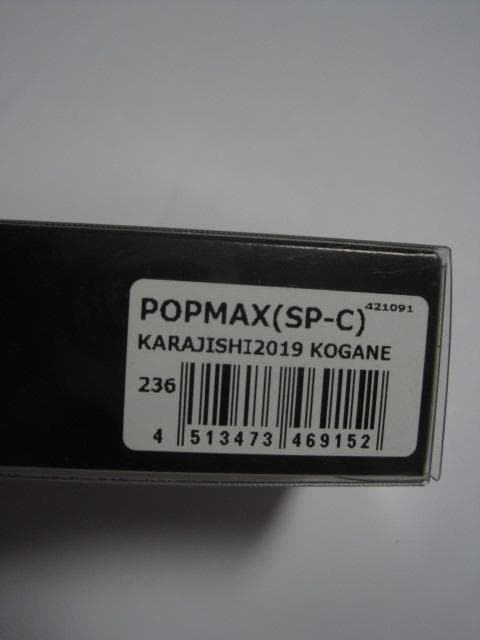 POPMAX(SP-C) 421091
KARAJISHI2019 KOGANE
236
4 513473 469152